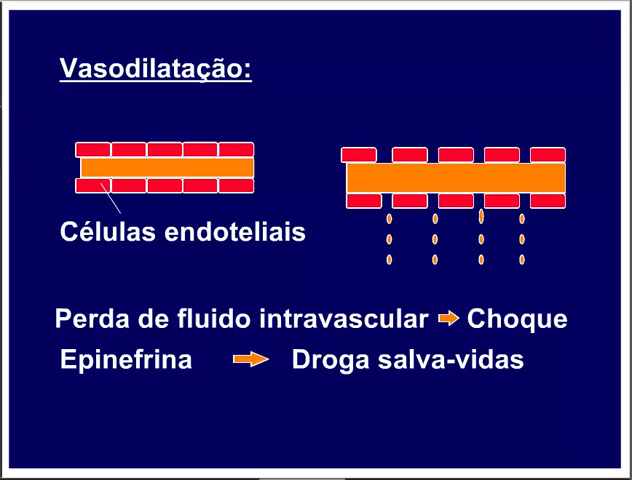 Vasodilatação:
Células endoteliais
Perda de fluido intravascular Choque
Epinefrina Droga salva-vidas